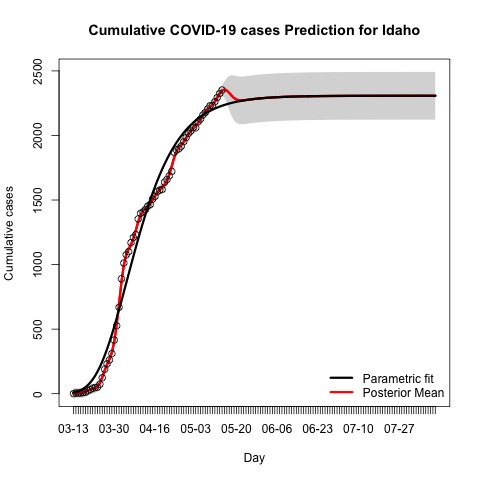 Cumulative COVID-19 cases Prediction for Idaho
Cumulative cases
2500
2000
1500
1000
500
0
Parametric fit
Posterior Mean
03-13 03-30 04-16 05-03 05-20 06-06 06-23 07-10 07-27
Day